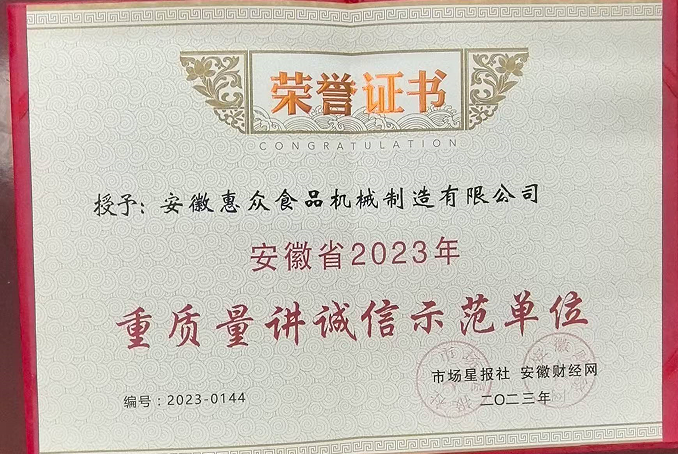 荣誉证书
CONGRATULATION
授予：安徽惠众食品机械制造有限公司
安徽省2023年
重质量讲诚信示范单位
市场星报社 安徽财经网
编号：2023-0144
二〇二三年